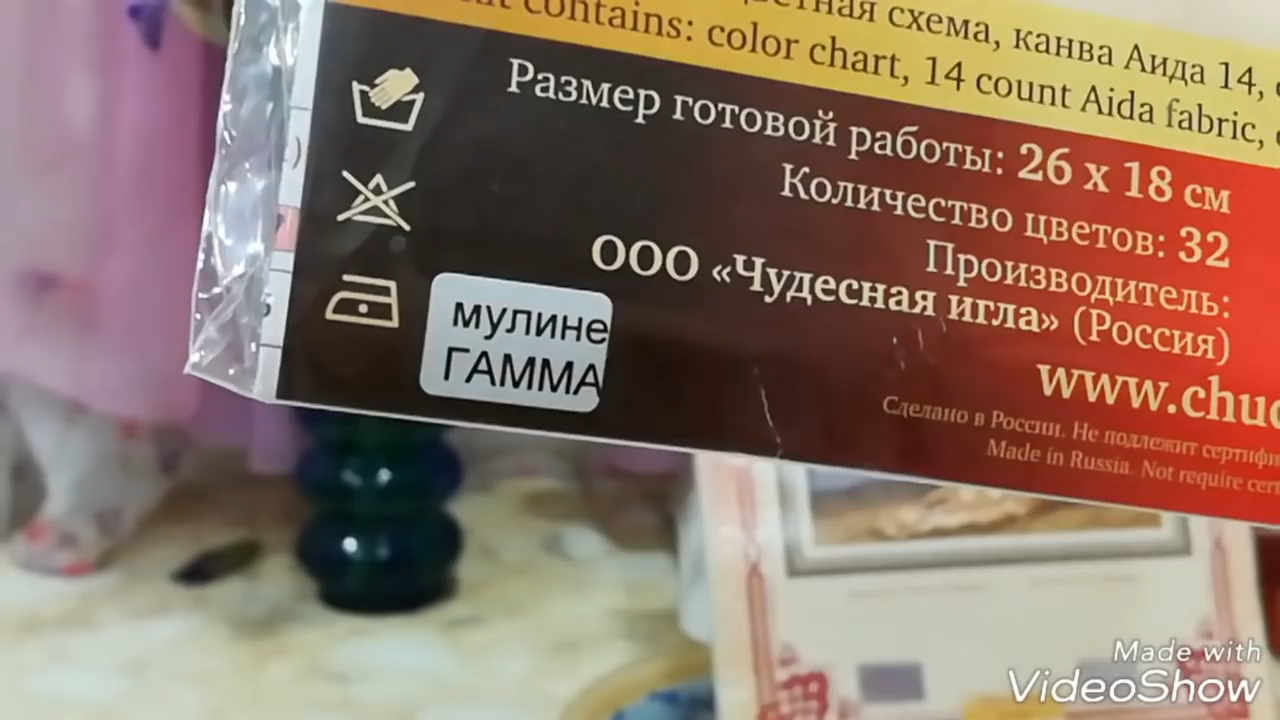 схема, канва Аида 14,
contains: color chart, 14 count Aida fabric,
Размер готовой работы: 26 x 18 см
Количество цветов: 32
Производитель:
ООО «Чудесная игла» (Россия)
www.chud
Сделано в России. Не подлежит
Made in Russia. Not require
мулине
ГАММА
Made with
VideoShow